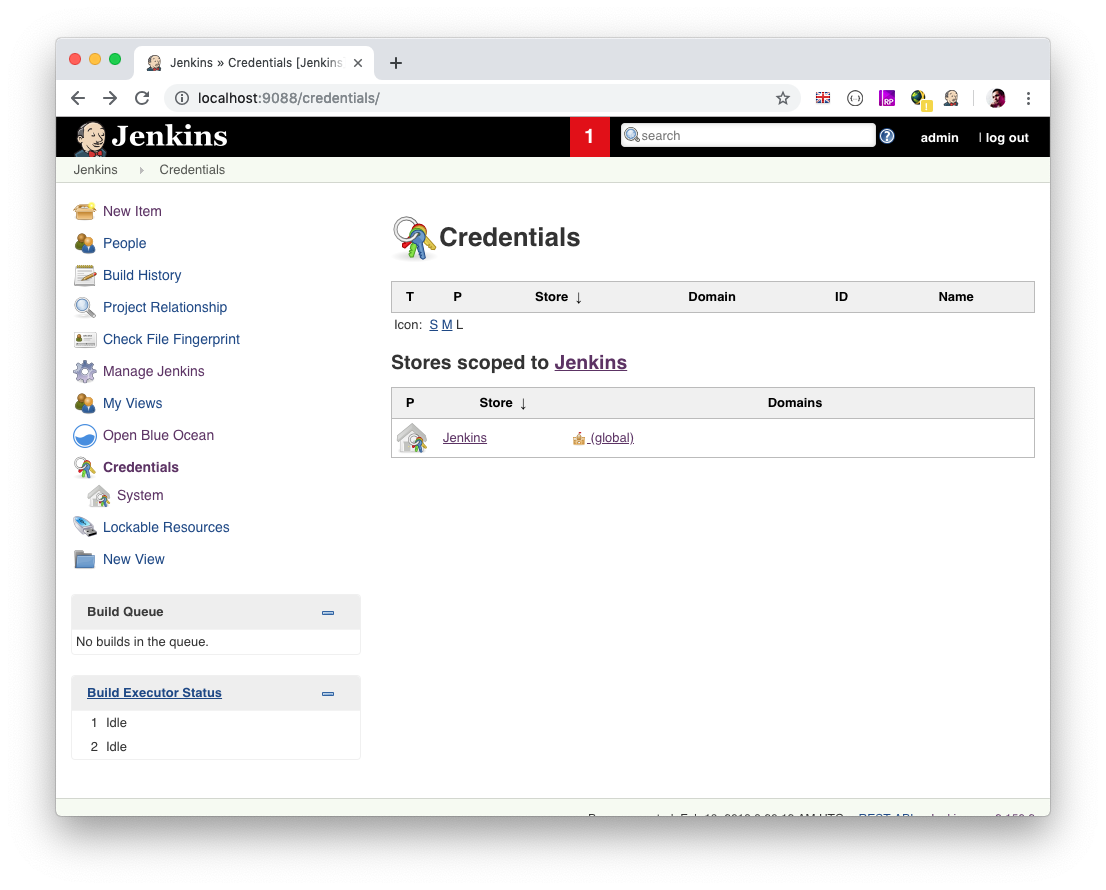 Jenkins » Credentials [Jenkins
localhost:9088/credentials/
RP
Jenkins
1
search
admin
| log out
Jenkins
Credentials
New Item
People
Build History
Project Relationship
Check File Fingerprint
Manage Jenkins
My Views
Open Blue Ocean
Credentials
System
Lockable Resources
New View
Build Queue
No builds in the queue.
Build Executor Status
1 Idle
2 Idle
Credentials
T P Store ↓ Domain ID Name
Icon: S M L
Stores scoped to Jenkins
P Store ↓ Domains
Jenkins (global)